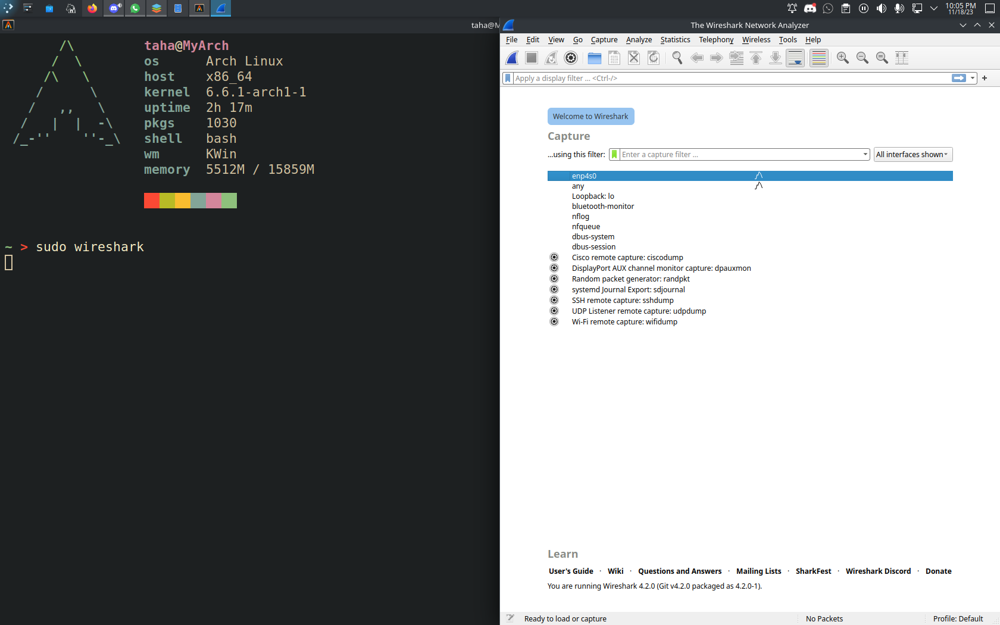 10:05 PM
11/18/23
taha@M
The Wireshark Network Analyzer
taha@MyArch
os Arch Linux
host x86_64
kernel 6.6.1-arch1-1
uptime 2h 17m
pkgs 1030
shell bash
wm KWin
memory 5512M / 15859M
~ > sudo wireshark
File Edit View Go Capture Analyze Statistics Telephony Wireless Tools Help
Apply a display filter ... <Ctrl-/>
Welcome to Wireshark
Capture
...using this filter: Enter a capture filter ... All interfaces shown
enp4s0
any
Loopback: lo
bluetooth-monitor
nflog
nfqueue
dbus-system
dbus-session
Cisco remote capture: ciscodump
DisplayPort AUX channel monitor capture: dpauxmon
Random packet generator: randpkt
systemd Journal Export: sdjournal
SSH remote capture: sshdump
UDP Listener remote capture: udpdump
Wi-Fi remote capture: wifidump
Learn
User's Guide · Wiki · Questions and Answers · Mailing Lists · SharkFest · Wireshark Discord · Donate
You are running Wireshark 4.2.0 (Git v4.2.0 packaged as 4.2.0-1).
Ready to load or capture No Packets Profile: Default